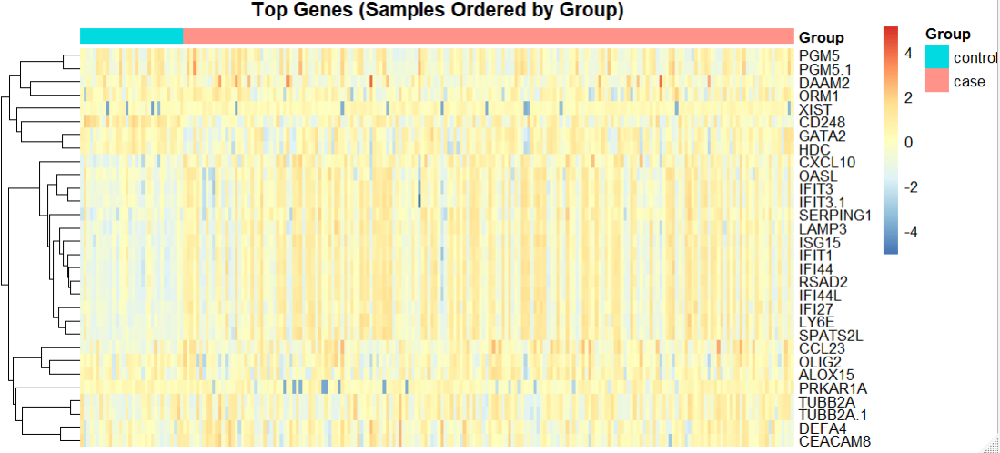 Top Genes (Samples Ordered by Group)
Group
PGM5
PGM5.1
DAAM2
ORM1
XIST
CD248
GATA2
HDC
CXCL10
OASL
IFIT3
IFIT3.1
SERPING1
LAMP3
ISG15
IFIT1
IFI44
RSAD2
IFI44L
IFI27
LY6E
SPATS2L
CCL23
OLIG2
ALOX15
PRKAR1A
TUBB2A
TUBB2A.1
DEFA4
CEACAM8
4
2
0
-2
-4
Group
control
case